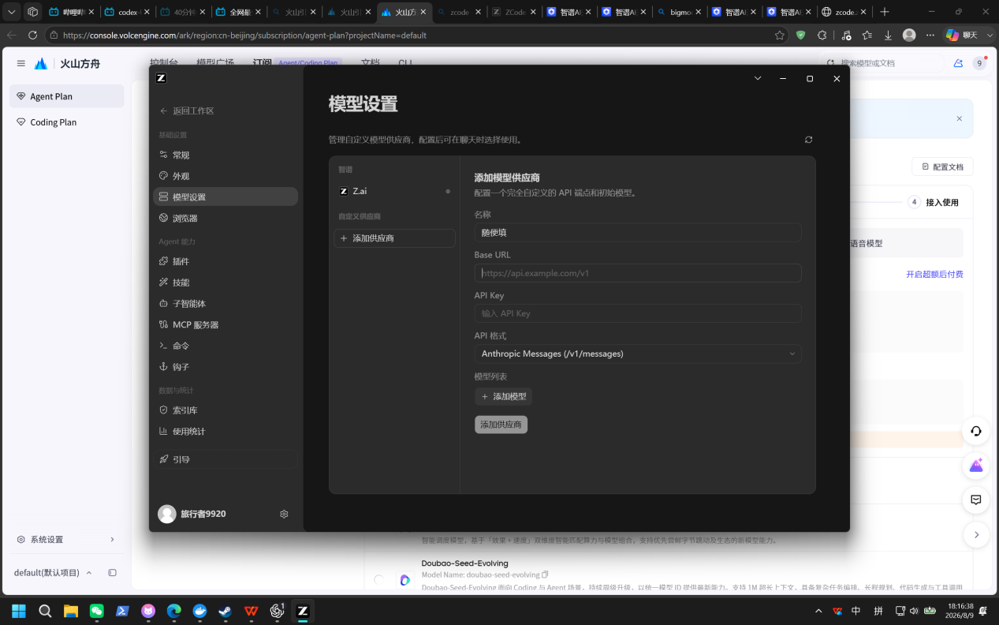 哔哩哔
codex-
40分钟
全网最
火山引
火山引
火山方
zcode
ZCode
智谱AI
智谱AI
bigmo
智谱AI
智谱AI
zcode.
https://console.volcengine.com/ark/region:cn-beijing/subscription/agent-plan?projectName=default
聊天
火山方舟
控制台
模型广场
订阅
Agent/Coding Plan
文档
CLI
搜索模型或文档
9
Agent Plan
Coding Plan
系统设置
default(默认项目)
返回工作区
基础设置
常规
外观
模型设置
浏览器
Agent 能力
插件
技能
子智能体
MCP 服务器
命令
钩子
数据与统计
索引库
使用统计
引导
旅行者9920
模型设置
管理自定义模型供应商，配置后可在聊天时选择使用。
智谱
Z.ai
自定义供应商
+ 添加供应商
添加模型供应商
配置一个完全自定义的 API 端点和初始模型。
名称
随便填
Base URL
https://api.example.com/v1
API Key
输入 API Key
API 格式
Anthropic Messages (/v1/messages)
模型列表
+ 添加模型
添加供应商
配置文档
4 接入使用
语音模型
开启超额后付费
智能调度模型，基于「效果 + 速度」双维度智能匹配算力与模型组合，支持优先尝鲜字节跳动及生态的新模型能力。
Doubao-Seed-Evolving
Model Name: doubao-seed-evolving
Doubao-Seed-Evolving 面向 Coding 与 Agent 场景，持续周级升级，以统一模型 ID 提供最新能力。支持 1M 超长上下文，具备复杂任务编排、长程规划、代码生成与工具调用
1
中
拼
18:16:38
2026/8/9